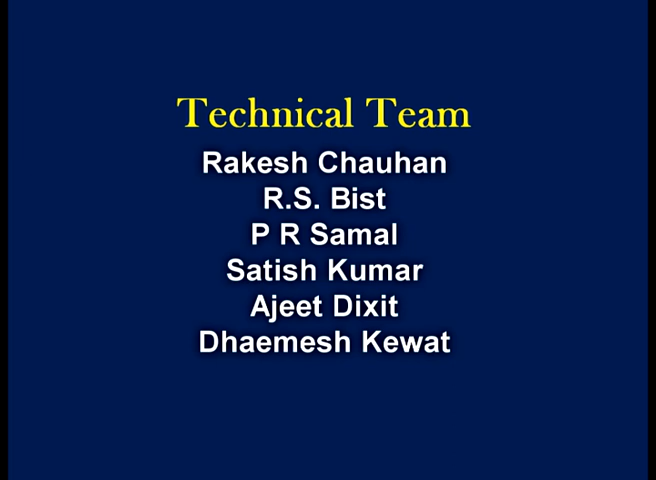 Technical Team
Rakesh Chauhan
R.S. Bist
P R Samal
Satish Kumar
Ajeet Dixit
Dhaemesh Kewat